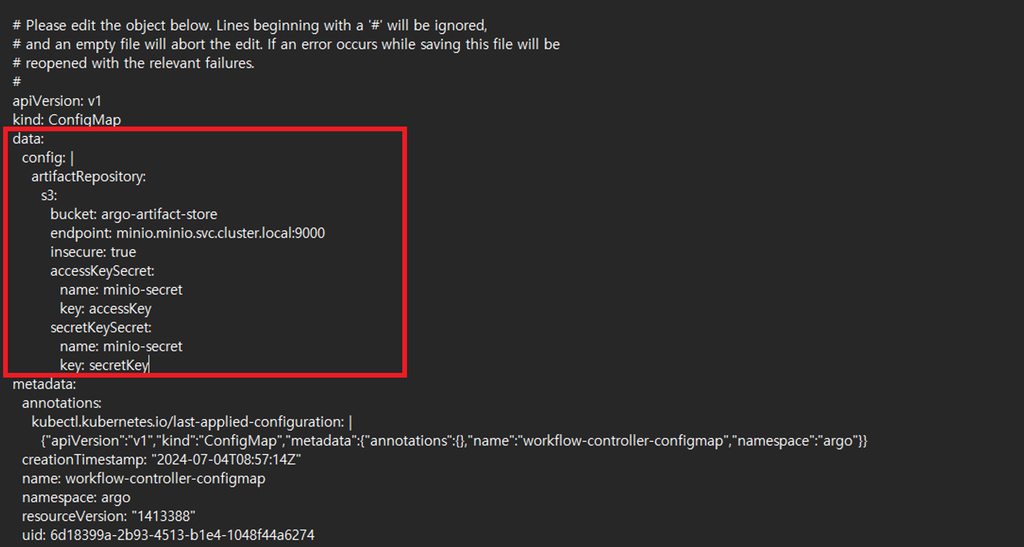 # Please edit the object below. Lines beginning with a '#' will be ignored,
# and an empty file will abort the edit. If an error occurs while saving this file will be
# reopened with the relevant failures.
#
apiVersion: v1
kind: ConfigMap
data:
  config: |
    artifactRepository:
      s3:
        bucket: argo-artifact-store
        endpoint: minio.minio.svc.cluster.local:9000
        insecure: true
        accessKeySecret:
          name: minio-secret
          key: accessKey
        secretKeySecret:
          name: minio-secret
          key: secretKey
metadata:
  annotations:
    kubectl.kubernetes.io/last-applied-configuration: |
      {"apiVersion":"v1","kind":"ConfigMap","metadata":{"annotations":{},"name":"workflow-controller-configmap","namespace":"argo"}}
  creationTimestamp: "2024-07-04T08:57:14Z"
  name: workflow-controller-configmap
  namespace: argo
  resourceVersion: "1413388"
  uid: 6d18399a-2b93-4513-b1e4-1048f44a6274